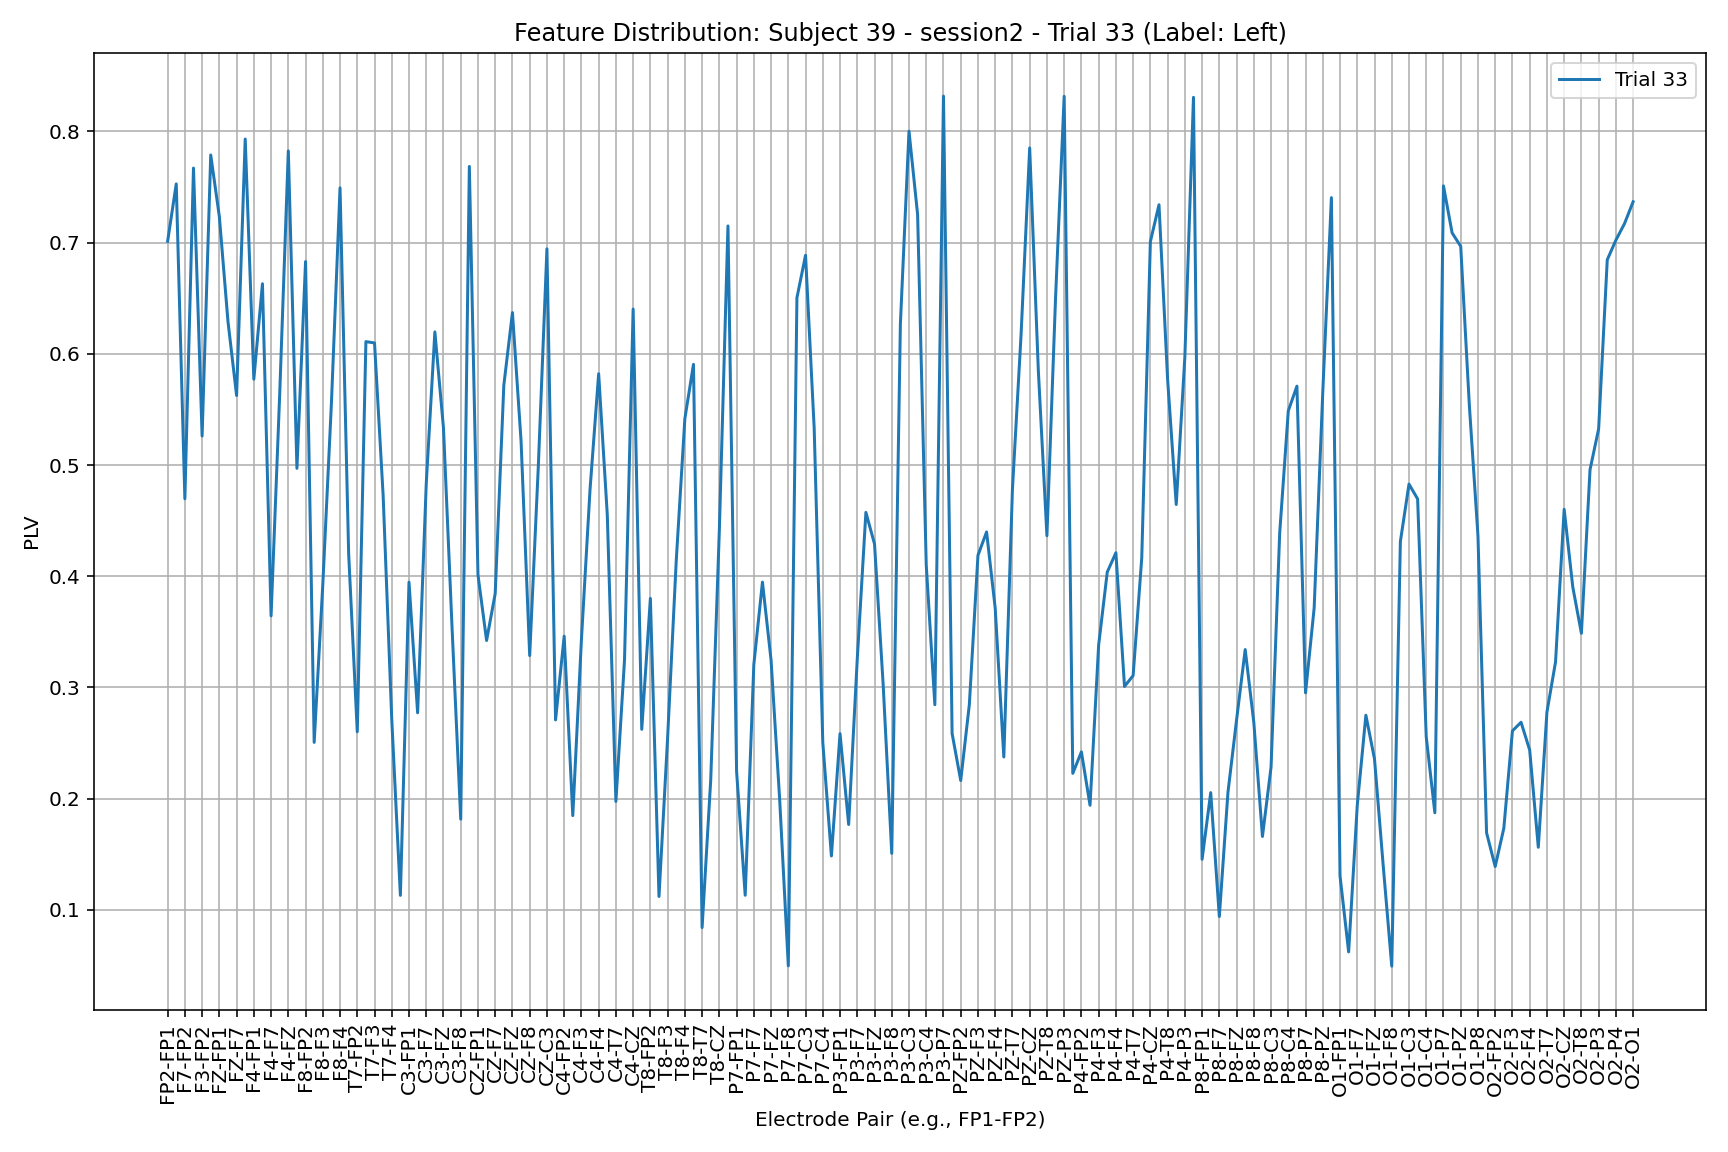 Feature Distribution: Subject 39 - session2 - Trial 33 (Label: Left)
Trial 33
PLV
0.8
0.7
0.6
0.5
0.4
0.3
0.2
0.1
FP2-FP1
F7-FP2
F3-FP2
FZ-FP1
FZ-F7
F4-FP1
F4-F7
F4-FZ
F8-FP2
F8-F3
F8-F4
T7-FP2
T7-F3
T7-F4
C3-FP1
C3-F7
C3-FZ
C3-F8
CZ-FP1
CZ-F7
CZ-FZ
CZ-F8
CZ-C3
C4-FP2
C4-F3
C4-F4
C4-T7
C4-CZ
T8-FP2
T8-F3
T8-F4
T8-T7
T8-CZ
P7-FP1
P7-F7
P7-FZ
P7-F8
P7-C3
P7-C4
P3-FP1
P3-F7
P3-FZ
P3-F8
P3-C3
P3-C4
P3-P7
PZ-FP2
PZ-F3
PZ-F4
PZ-T7
PZ-CZ
PZ-T8
PZ-P3
P4-FP2
P4-F3
P4-F4
P4-T7
P4-CZ
P4-T8
P4-P3
P8-FP1
P8-F7
P8-FZ
P8-F8
P8-C3
P8-C4
P8-P7
P8-PZ
O1-FP1
O1-F7
O1-FZ
O1-F8
O1-C3
O1-C4
O1-P7
O1-PZ
O1-P8
O2-FP2
O2-F3
O2-F4
O2-T7
O2-CZ
O2-T8
O2-P3
O2-P4
O2-O1
Electrode Pair (e.g., FP1-FP2)